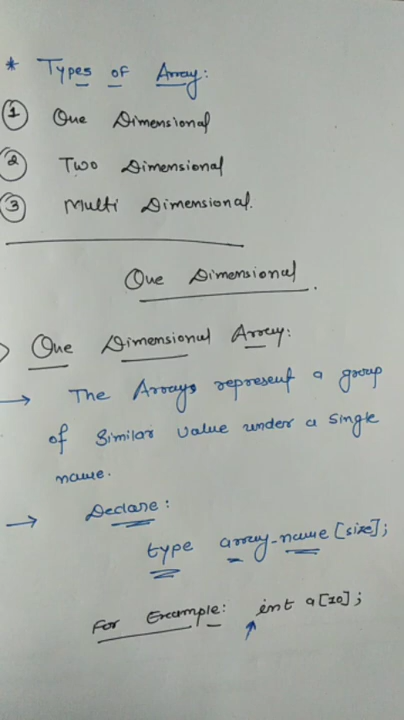 * Types of Array:
① One Dimensional
② Two Dimensional
③ Multi Dimensional.
One Dimensional.
One Dimensional Array:
→ The Arrays represent a group
of Similar value under a single
name.
→ Declare:
type array-name [size];
For Example: int a[10];